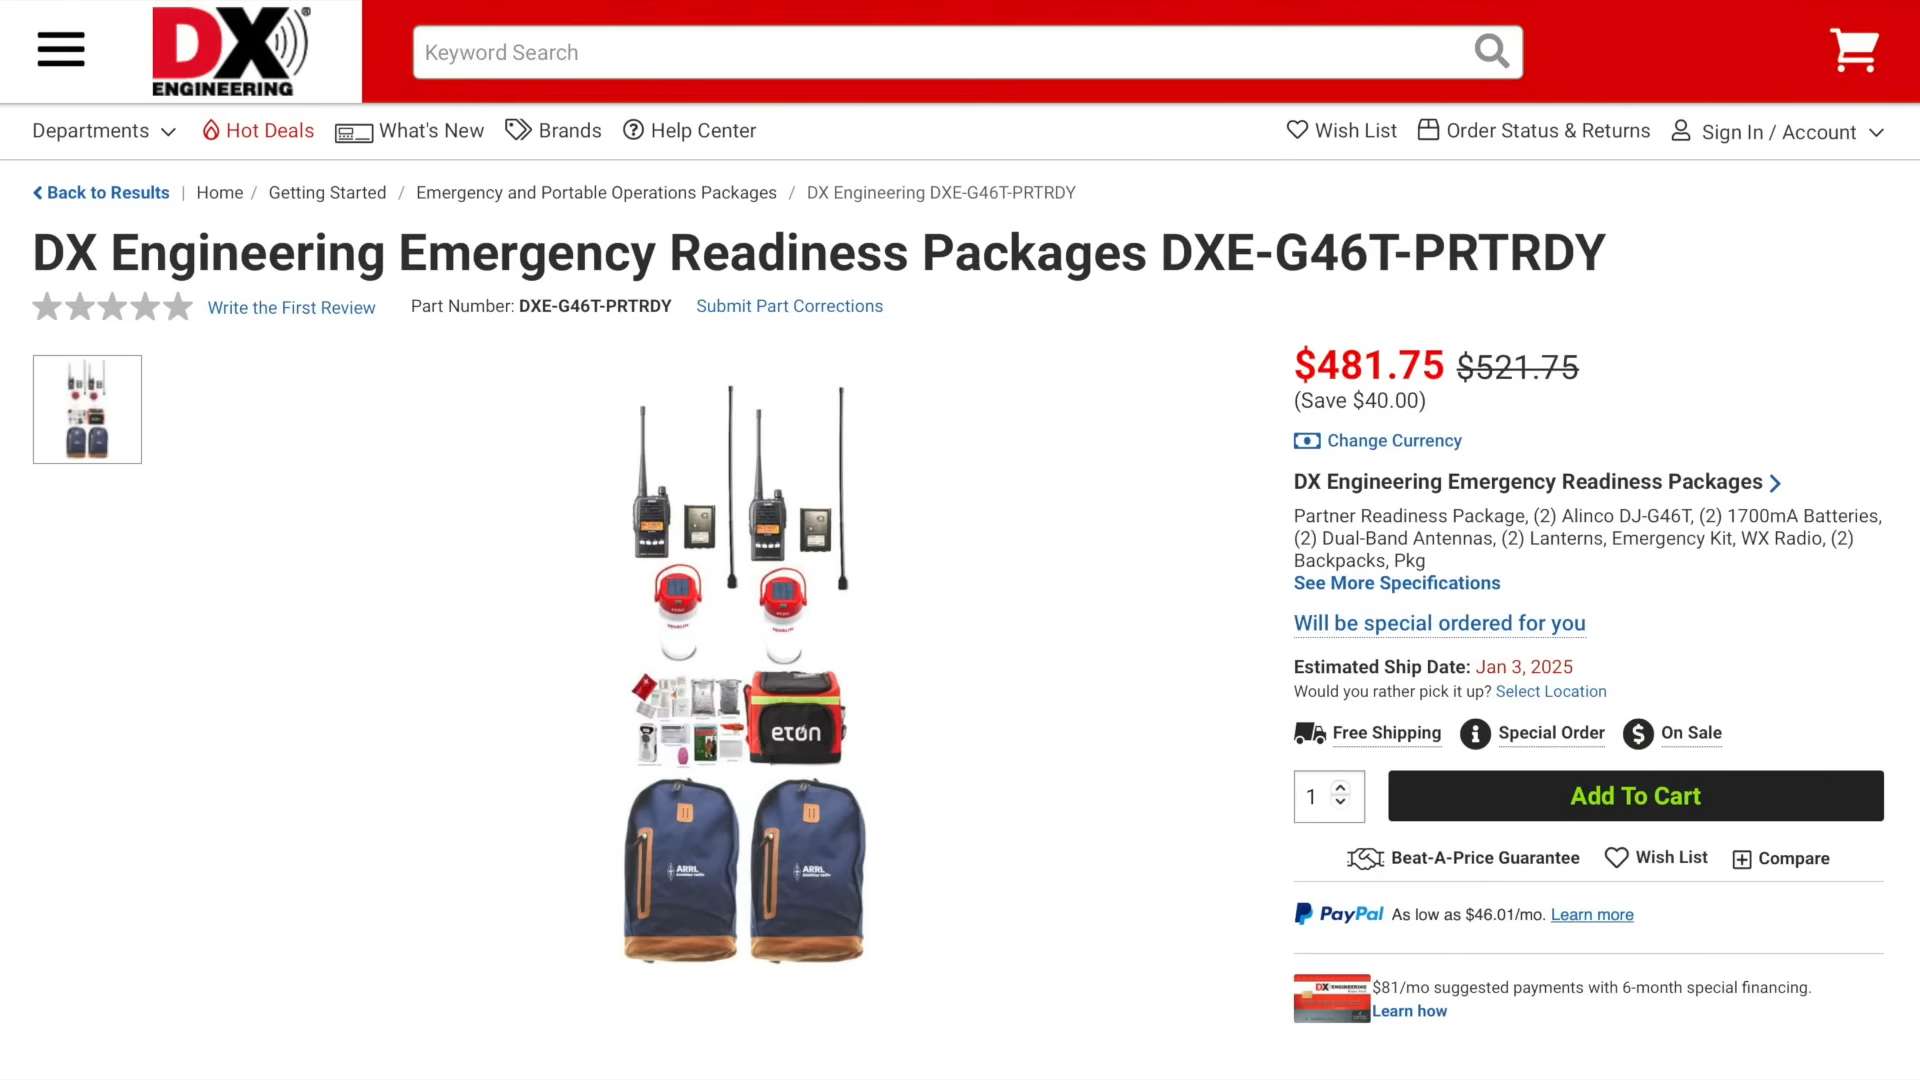 DX
ENGINEERING
Keyword Search
Departments
Hot Deals
What's New
Brands
Help Center
Wish List
Order Status & Returns
Sign In / Account
Back to Results | Home / Getting Started / Emergency and Portable Operations Packages / DX Engineering DXE-G46T-PRTRDY
DX Engineering Emergency Readiness Packages DXE-G46T-PRTRDY
Write the First Review
Part Number: DXE-G46T-PRTRDY
Submit Part Corrections
etón
ARRL
ARRL
$481.75 $521.75
(Save $40.00)
Change Currency
DX Engineering Emergency Readiness Packages
Partner Readiness Package, (2) Alinco DJ-G46T, (2) 1700mA Batteries,
(2) Dual-Band Antennas, (2) Lanterns, Emergency Kit, WX Radio, (2)
Backpacks, Pkg
See More Specifications
Will be special ordered for you
Estimated Ship Date: Jan 3, 2025
Would you rather pick it up? Select Location
Free Shipping
Special Order
On Sale
1
Add To Cart
Beat-A-Price Guarantee
Wish List
Compare
PayPal As low as $46.01/mo. Learn more
DX ENGINEERING
$81/mo suggested payments with 6-month special financing.
Learn how